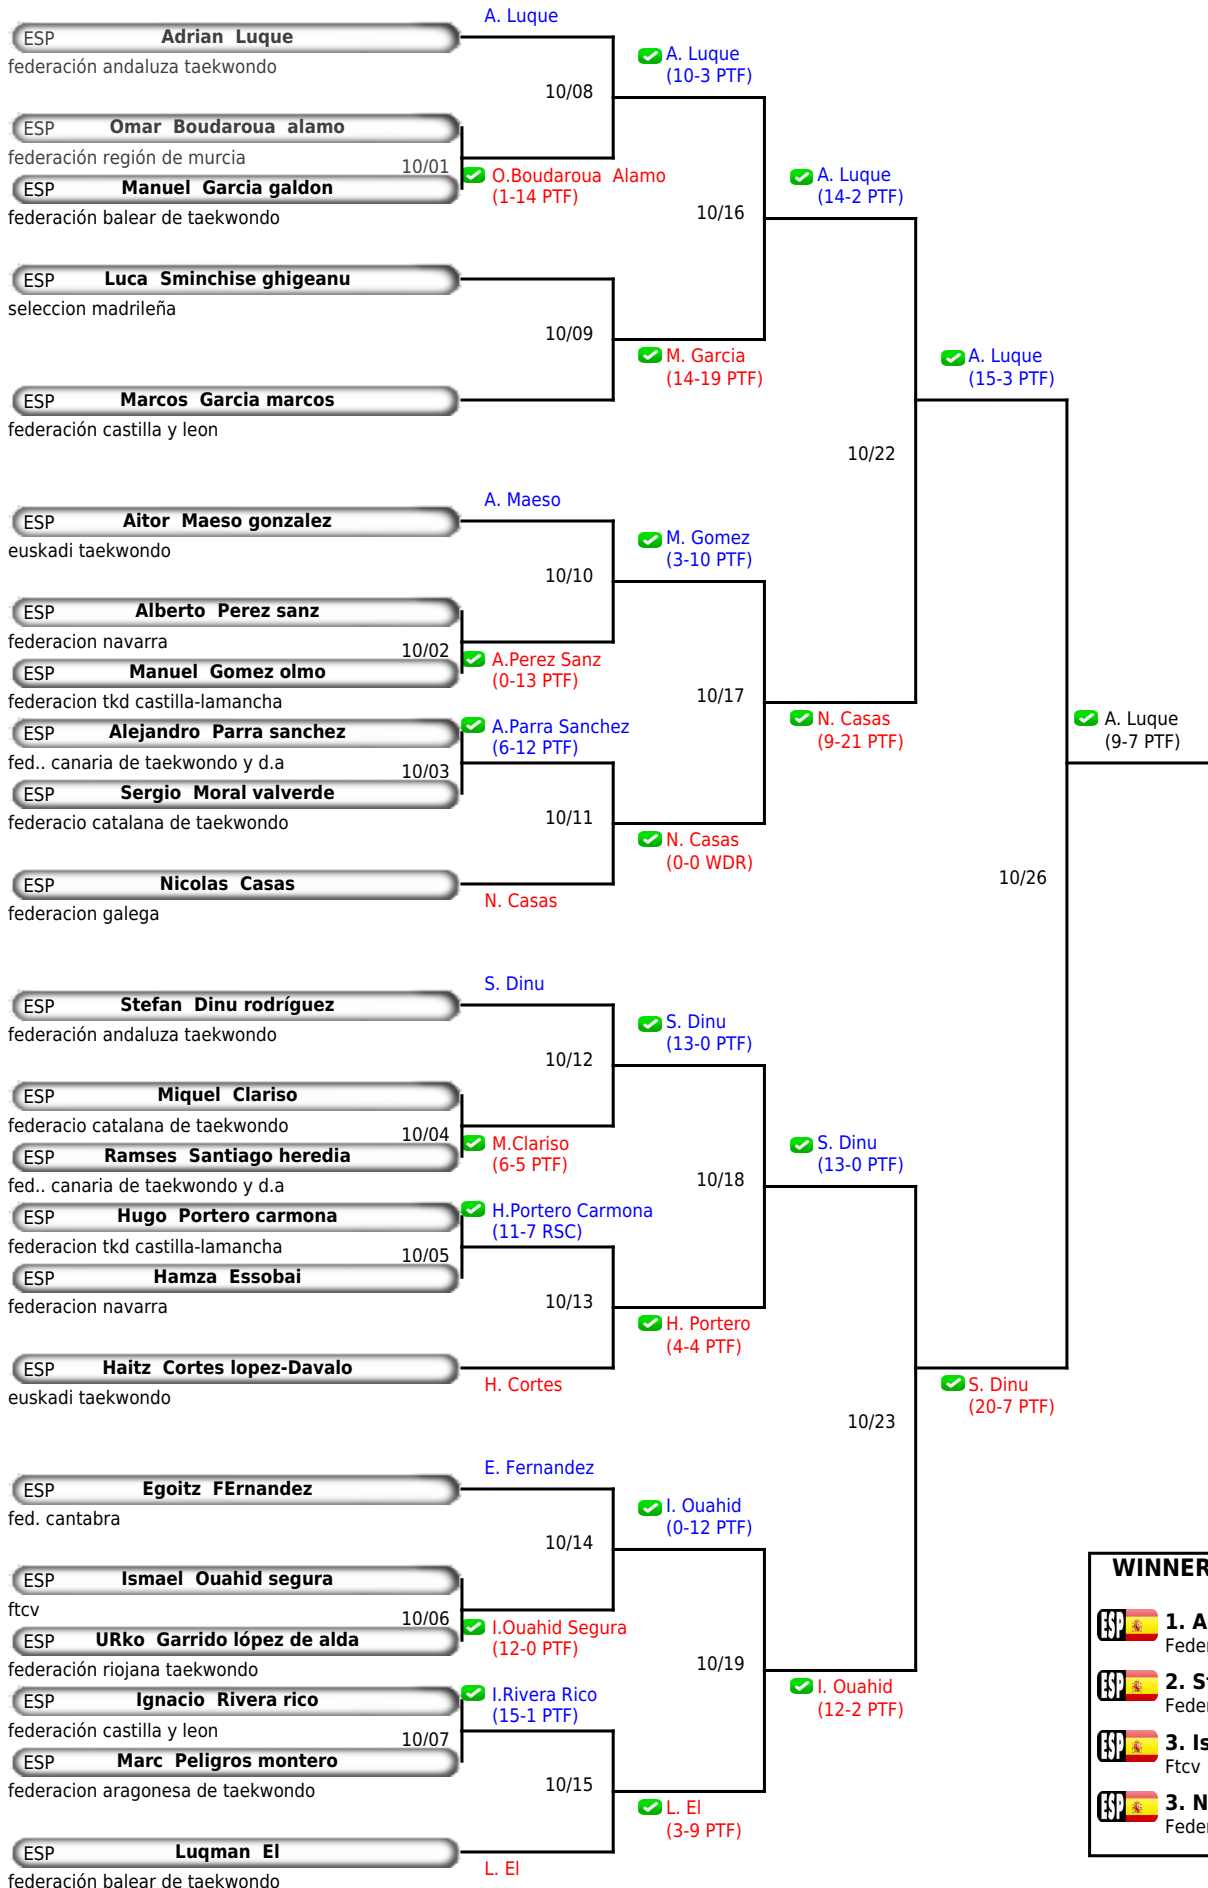 A. Luque
ESP Adrian Luque
federación andaluza taekwondo
A. Luque
(10-3 PTF)
10/08
ESP Omar Boudaroua alamo
federación región de murcia
10/01
O.Boudaroua Alamo
(1-14 PTF)
ESP Manuel Garcia galdon
federación balear de taekwondo
A. Luque
(14-2 PTF)
10/16
ESP Luca Sminchise ghigeanu
seleccion madrileña
10/09
M. Garcia
(14-19 PTF)
A. Luque
(15-3 PTF)
ESP Marcos Garcia marcos
federación castilla y leon
10/22
A. Maeso
ESP Aitor Maeso gonzalez
euskadi taekwondo
M. Gomez
(3-10 PTF)
10/10
ESP Alberto Perez sanz
federacion navarra
10/02
A.Perez Sanz
(0-13 PTF)
ESP Manuel Gomez olmo
federacion tkd castilla-lamancha
10/17
A.Parra Sanchez
(6-12 PTF)
ESP Alejandro Parra sanchez
fed.. canaria de taekwondo y d.a
10/03
N. Casas
(9-21 PTF)
A. Luque
(9-7 PTF)
ESP Sergio Moral valverde
federacio catalana de taekwondo
10/11
N. Casas
(0-0 WDR)
ESP Nicolas Casas
federacion galega
N. Casas
10/26
S. Dinu
ESP Stefan Dinu rodríguez
federación andaluza taekwondo
S. Dinu
(13-0 PTF)
10/12
ESP Miquel Clariso
federacio catalana de taekwondo
10/04
M.Clariso
(6-5 PTF)
ESP Ramses Santiago heredia
fed.. canaria de taekwondo y d.a
S. Dinu
(13-0 PTF)
10/18
H.Portero Carmona
(11-7 RSC)
ESP Hugo Portero carmona
federacion tkd castilla-lamancha
10/05
ESP Hamza Essobai
federacion navarra
10/13
H. Portero
(4-4 PTF)
ESP Haitz Cortes lopez-Davalo
euskadi taekwondo
H. Cortes
S. Dinu
(20-7 PTF)
10/23
E. Fernandez
ESP Egoitz FErnandez
fed. cantabra
I. Ouahid
(0-12 PTF)
10/14
ESP Ismael Ouahid segura
ftcv
10/06
I.Ouahid Segura
(12-0 PTF)
ESP URko Garrido lópez de alda
federación riojana taekwondo
10/19
I.Rivera Rico
(15-1 PTF)
ESP Ignacio Rivera rico
federación castilla y leon
10/07
I. Ouahid
(12-2 PTF)
ESP Marc Peligros montero
federacion aragonesa de taekwondo
10/15
L. El
(3-9 PTF)
ESP Luqman El
federación balear de taekwondo
L. El
WINNER
ESP 1. A
Feder
ESP 2. St
Feder
ESP 3. Is
Ftcv
ESP 3. N
Feder